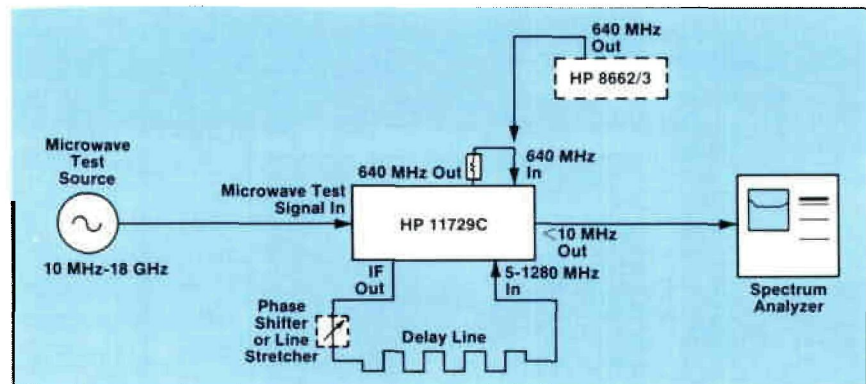 640 MHz
Out
HP 8662/3
Microwave
Test
Source
10 MHz-18 GHz
Microwave Test
Signal In
640 MHz Out
640 MHz
In
HP 11729C
<10 MHz
Out
IF
Out
5-1280 MHz
In
Phase
Shifter
or Line
Stretcher
Delay Line
Spectrum
Analyzer